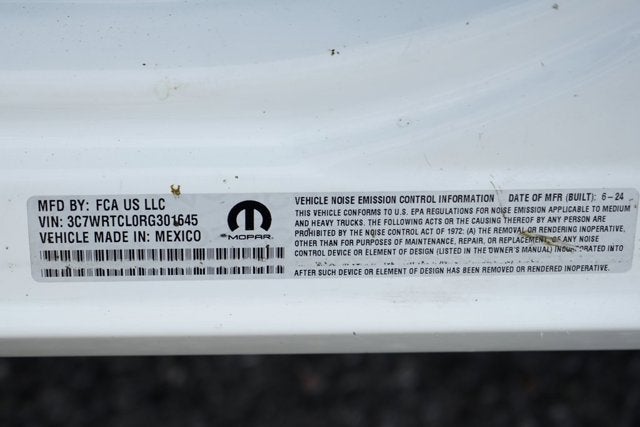 MFD BY: FCA US LLC
VIN: 3C7WRTCL0RG301645
VEHICLE MADE IN: MEXICO
MOPAR
VEHICLE NOISE EMISSION CONTROL INFORMATION DATE OF MFR (BUILT): 6-24
THIS VEHICLE CONFORMS TO U.S. EPA REGULATIONS FOR NOISE EMISSION APPLICABLE TO MEDIUM
AND HEAVY TRUCKS. THE FOLLOWING ACTS OR THE CAUSING THEREOF BY ANY PERSON ARE
PROHIBITED BY THE NOISE CONTROL ACT OF 1972: (A) THE REMOVAL OR RENDERING INOPERATIVE,
OTHER THAN FOR PURPOSES OF MAINTENANCE, REPAIR, OR REPLACEMENT, OF ANY NOISE
CONTROL DEVICE OR ELEMENT OF DESIGN (LISTED IN THE OWNER'S MANUAL) INCORPORATED INTO
AFTER SUCH DEVICE OR ELEMENT OF DESIGN HAS BEEN REMOVED OR RENDERED INOPERATIVE.